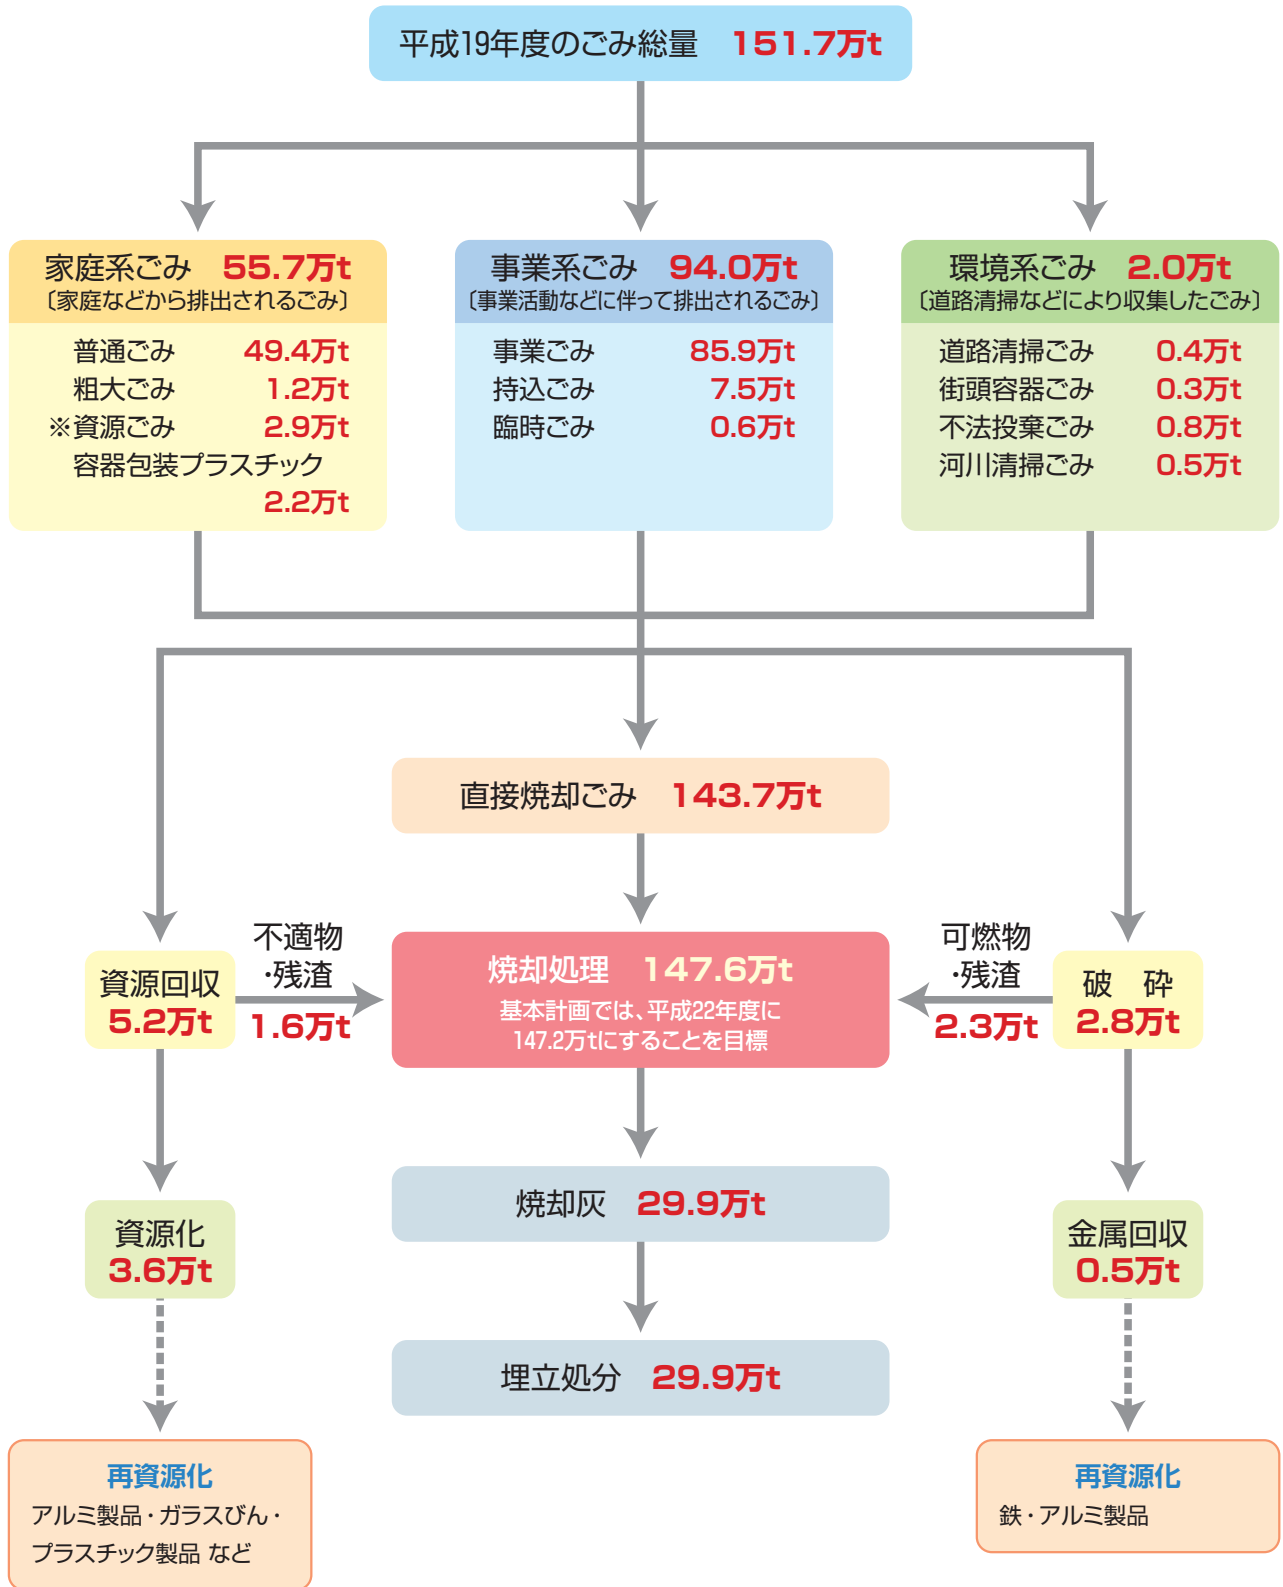 平成19年度のごみ総量 151.7万t
家庭系ごみ 55.7万t
〔家庭などから排出されるごみ〕
普通ごみ 49.4万t
粗大ごみ 1.2万t
※資源ごみ 2.9万t
容器包装プラスチック
2.2万t
事業系ごみ 94.0万t
〔事業活動などに伴って排出されるごみ〕
事業ごみ 85.9万t
持込ごみ 7.5万t
臨時ごみ 0.6万t
環境系ごみ 2.0万t
〔道路清掃などにより収集したごみ〕
道路清掃ごみ 0.4万t
街頭容器ごみ 0.3万t
不法投棄ごみ 0.8万t
河川清掃ごみ 0.5万t
直接焼却ごみ 143.7万t
資源回収
5.2万t
不適物
・残渣
1.6万t
焼却処理 147.6万t
基本計画では、平成22年度に
147.2万tにすることを目標
可燃物
・残渣
2.3万t
破 砕
2.8万t
焼却灰 29.9万t
資源化
3.6万t
金属回収
0.5万t
埋立処分 29.9万t
再資源化
アルミ製品・ガラスびん・
プラスチック製品 など
再資源化
鉄・アルミ製品